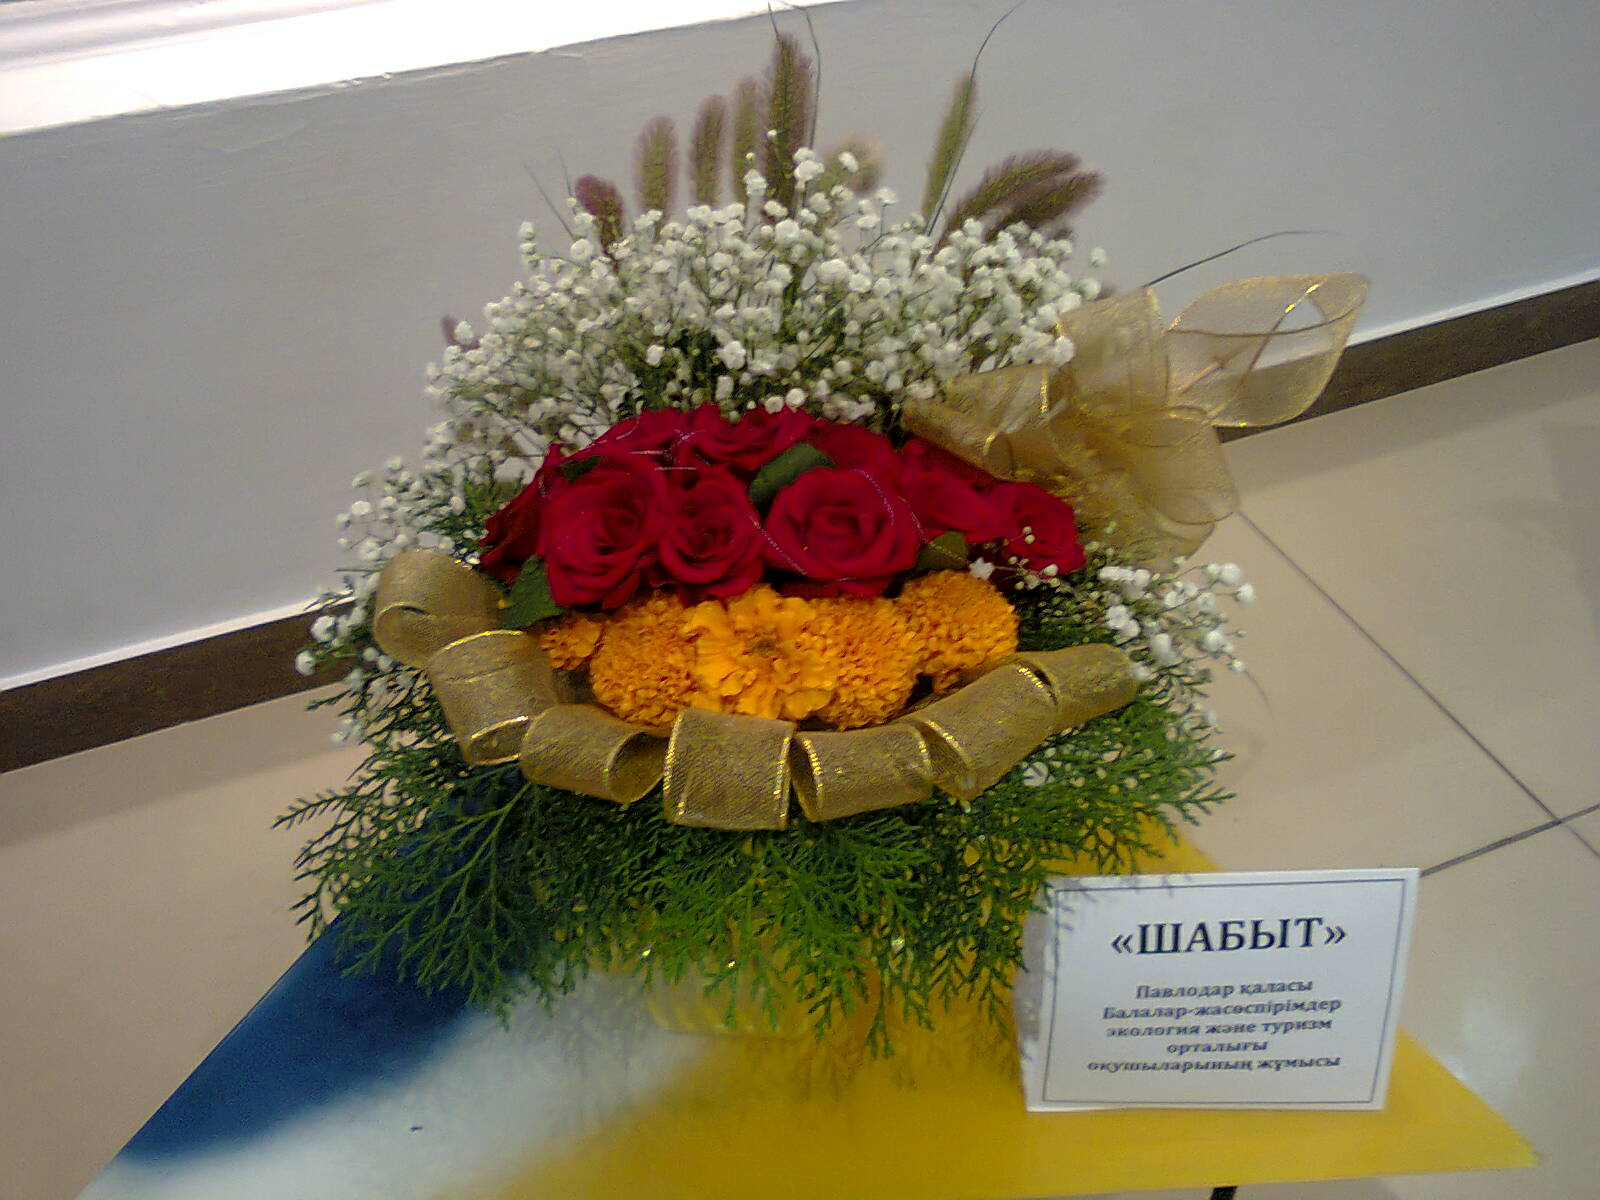 «ШАБЫТ»
Павлодар қаласы
Балалар-жасөспірімдер
экология және туризм
орталығы
оқушыларының жұмысы